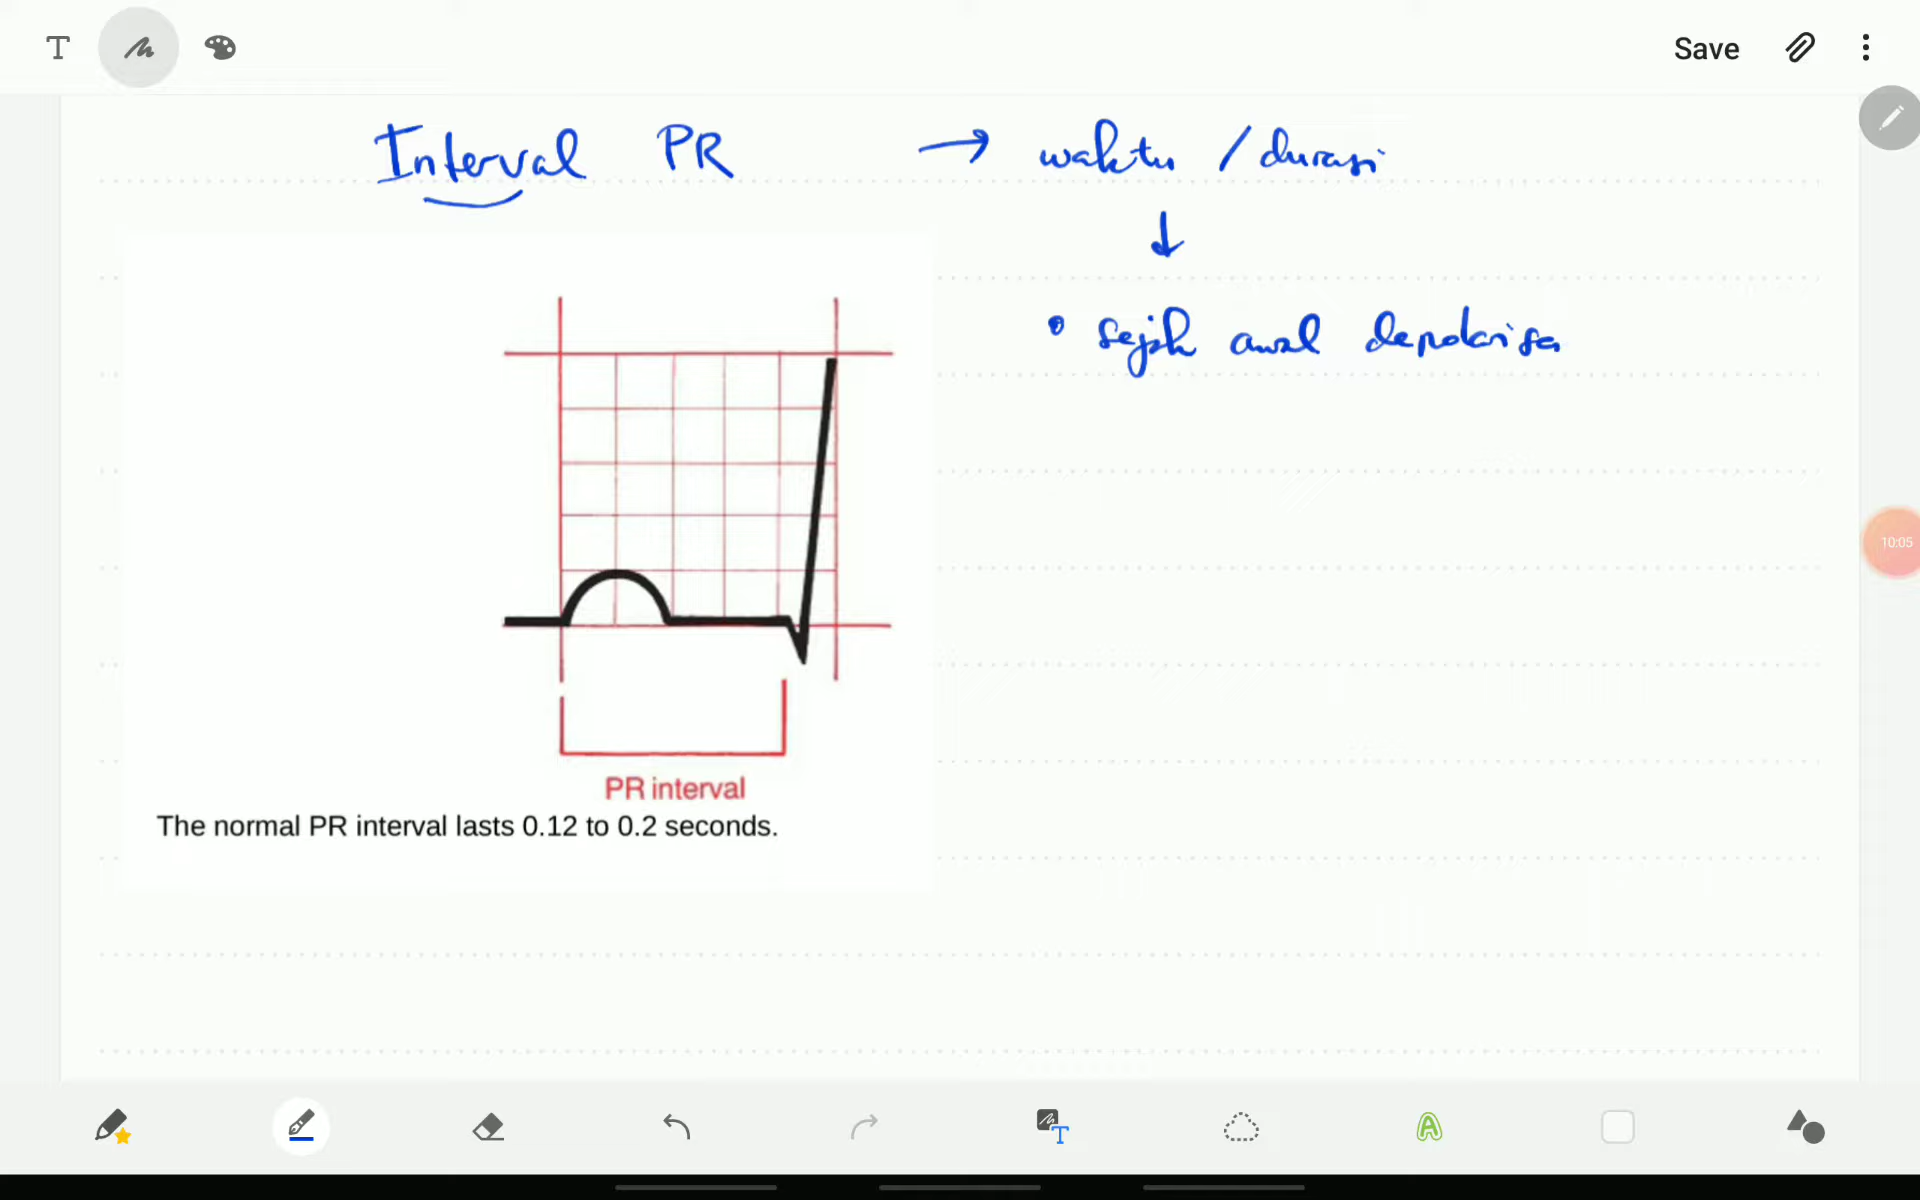 T
Save
Interval PR → waktu / durasi
↓
• sejak awal depolarisa
10:05
PR interval
The normal PR interval lasts 0.12 to 0.2 seconds.
T
A